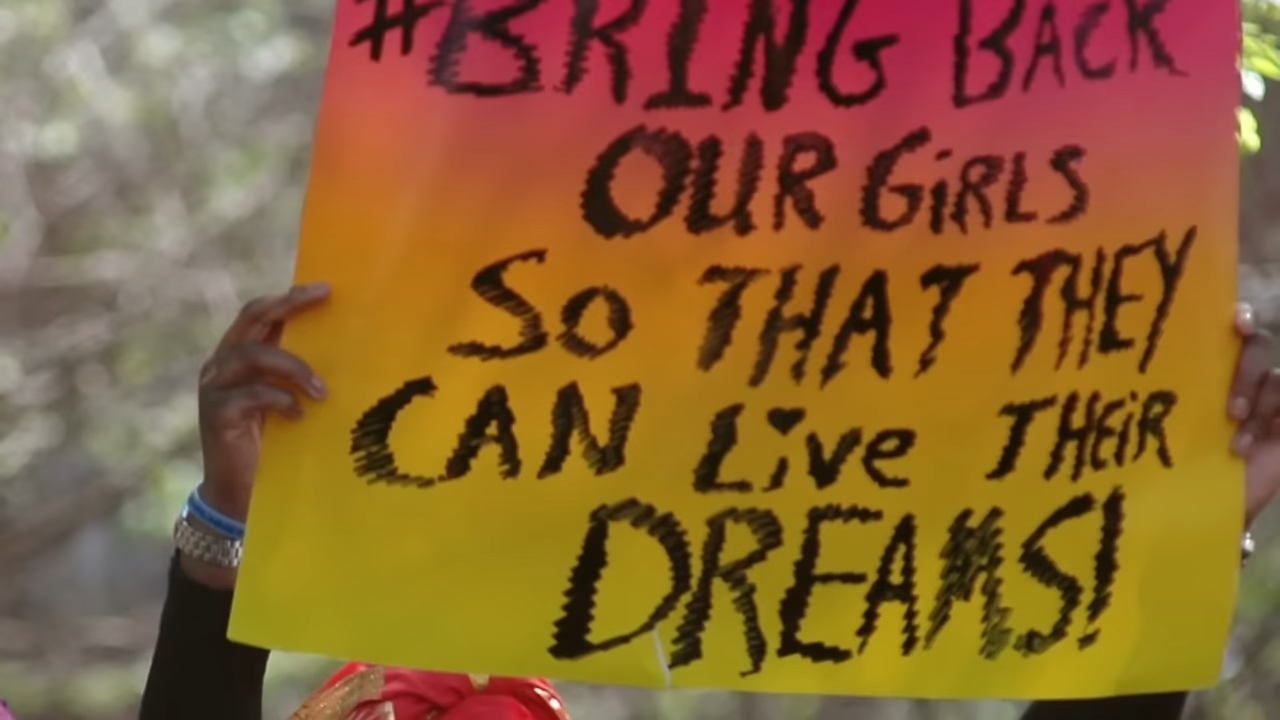 #BRING BACK
OUR GiRLS
SO THAT THEY
CAN Live THEiR
DREAMS!